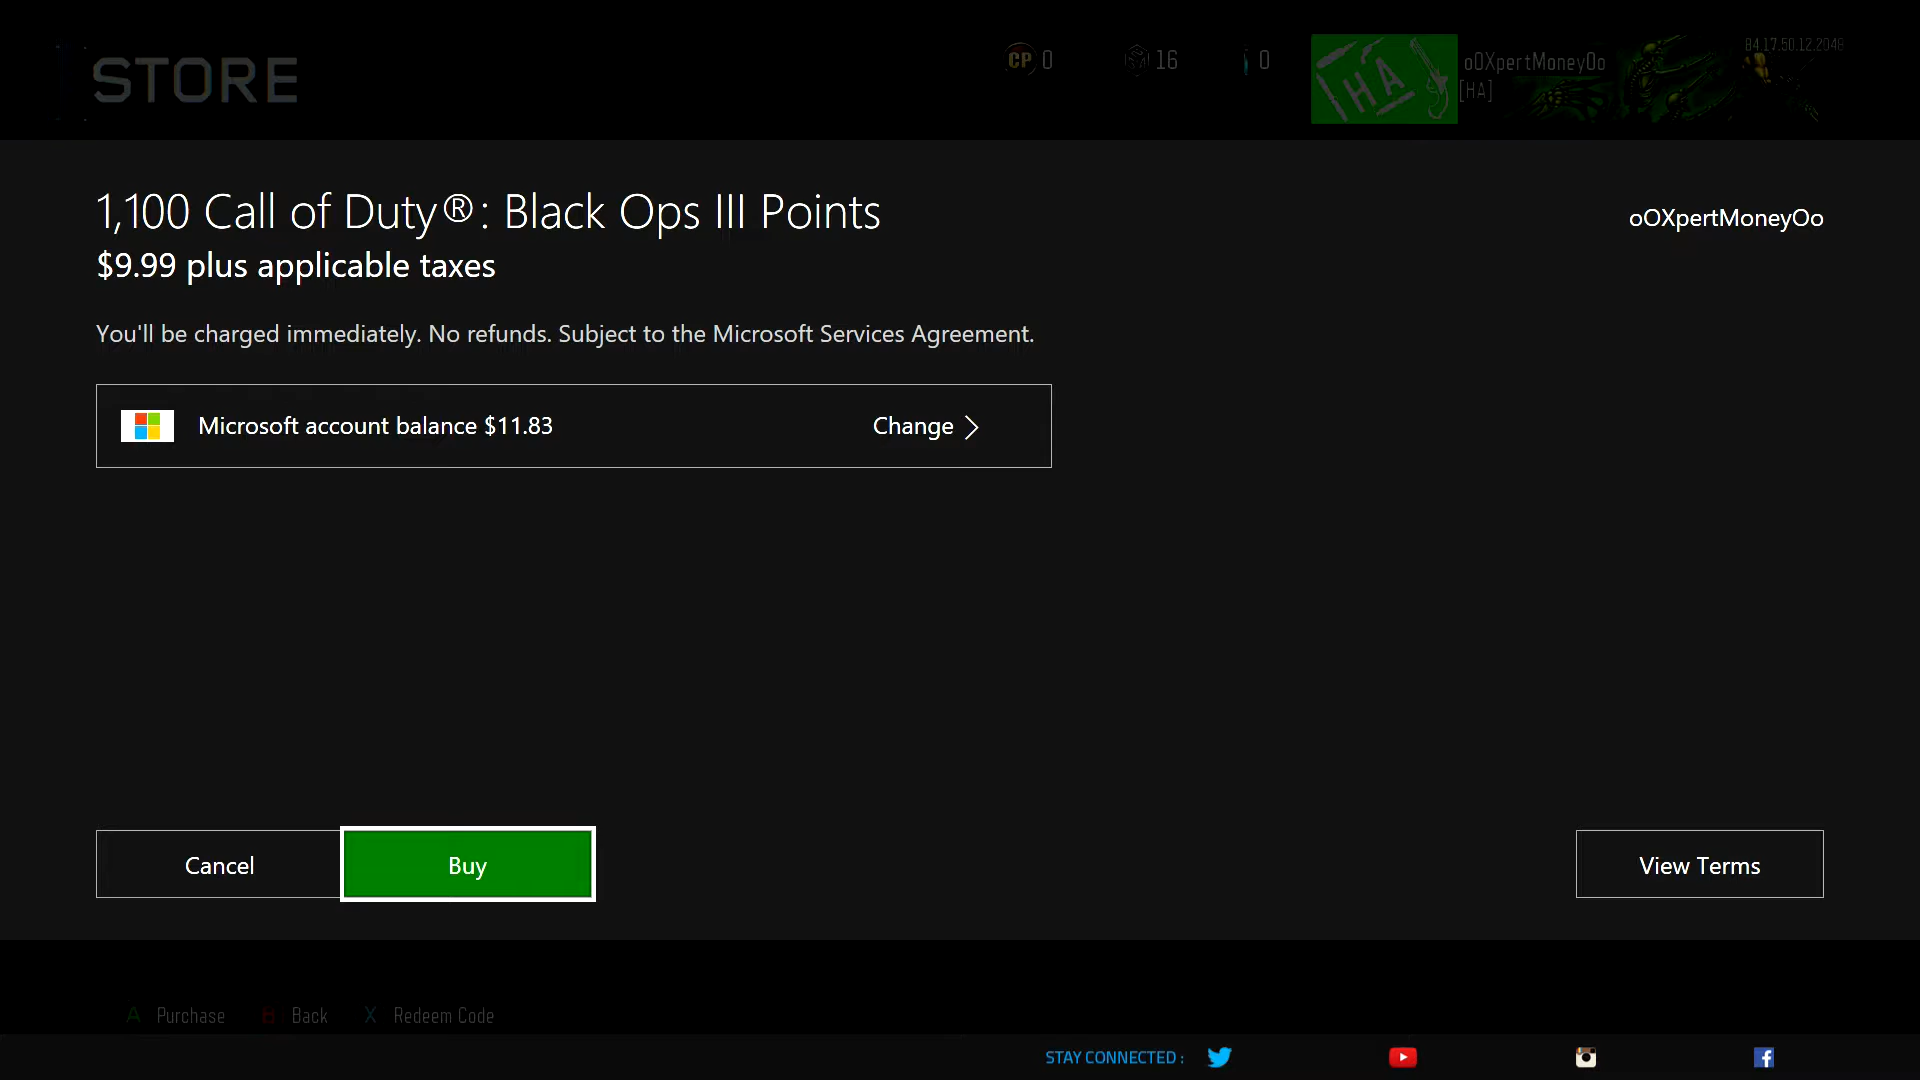 STORE
CP 0 16 0
HA
oOXpertMoneyOo
[HA]
84.17.50.12.2048
1,100 Call of Duty®: Black Ops III Points
oOXpertMoneyOo
$9.99 plus applicable taxes
You'll be charged immediately. No refunds. Subject to the Microsoft Services Agreement.
Microsoft account balance $11.83 Change
Cancel Buy View Terms
A Purchase B Back X Redeem Code
STAY CONNECTED :